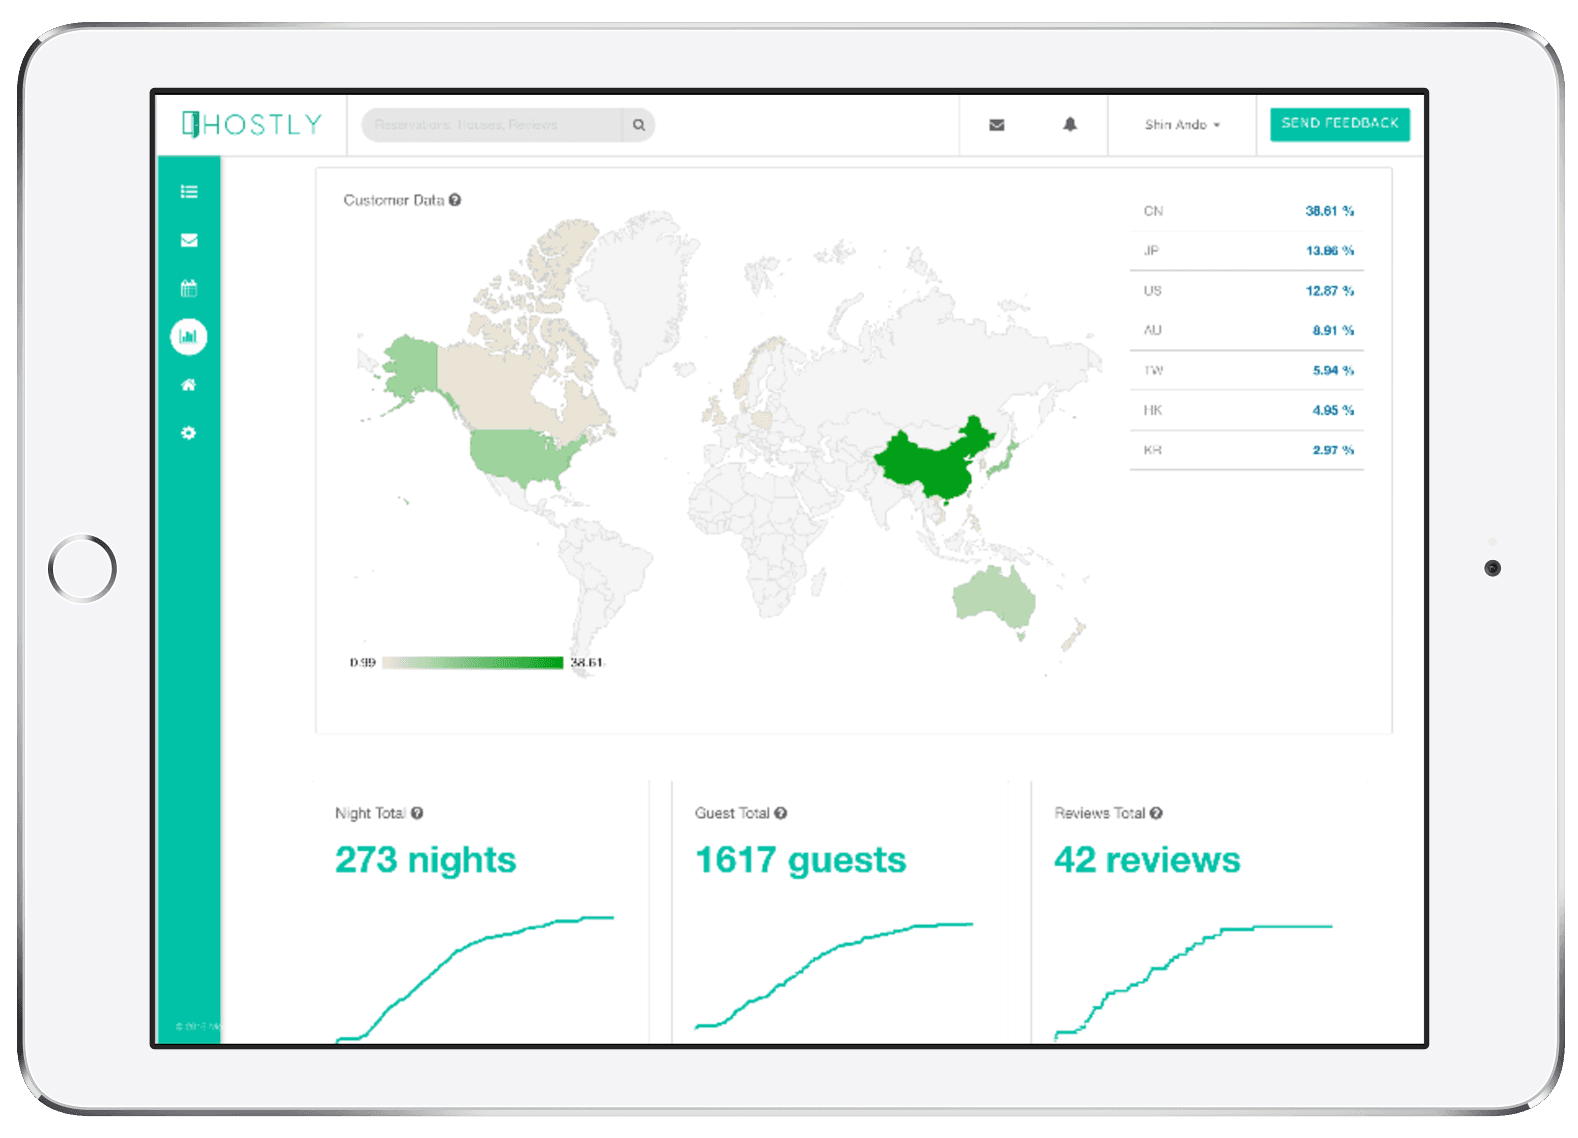 HOSTLY
Reservations, Houses, Reviews
Shin Ando
SEND FEEDBACK
Customer Data
CN 38.61 %
JP 13.86 %
US 12.87 %
AU 8.91 %
TW 5.94 %
HK 4.95 %
KR 2.97 %
0.99 38.61
Night Total
273 nights
Guest Total
1617 guests
Reviews Total
42 reviews